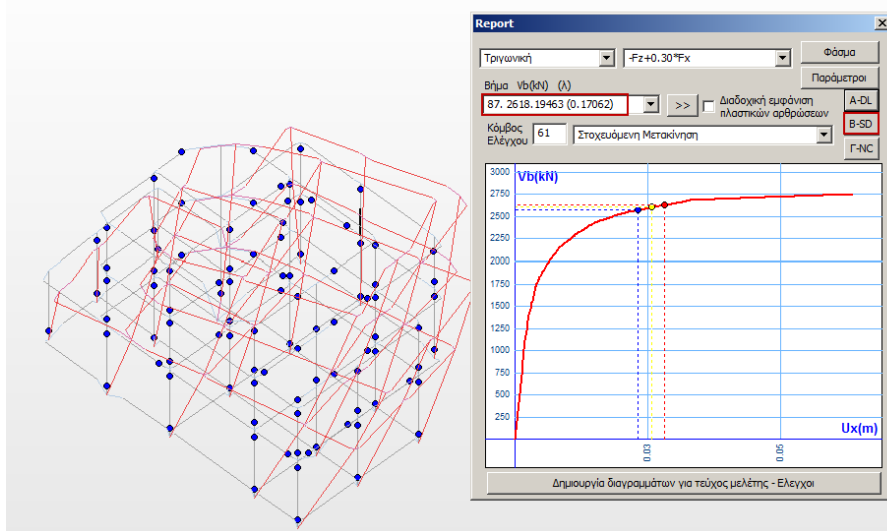 Report
Τριγωνική -Fz+0.30*Fx Φάσμα
Βήμα Vb(kN) (λ) Παράμετροι
87. 2618.19463 (0.17062) >> Διαδοχική εμφάνιση πλαστικών αρθρώσεων A-DL
B-SD
Κόμβος Ελέγχου 61 Στοχευόμενη Μετακίνηση
Γ-NC
Vb(kN)
3000
2750
2500
2250
2000
1750
1500
1250
1000
750
500
250
0.03 0.05
Ux(m)
Δημιουργία διαγραμμάτων για τεύχος μελέτης - Ελεγχοι